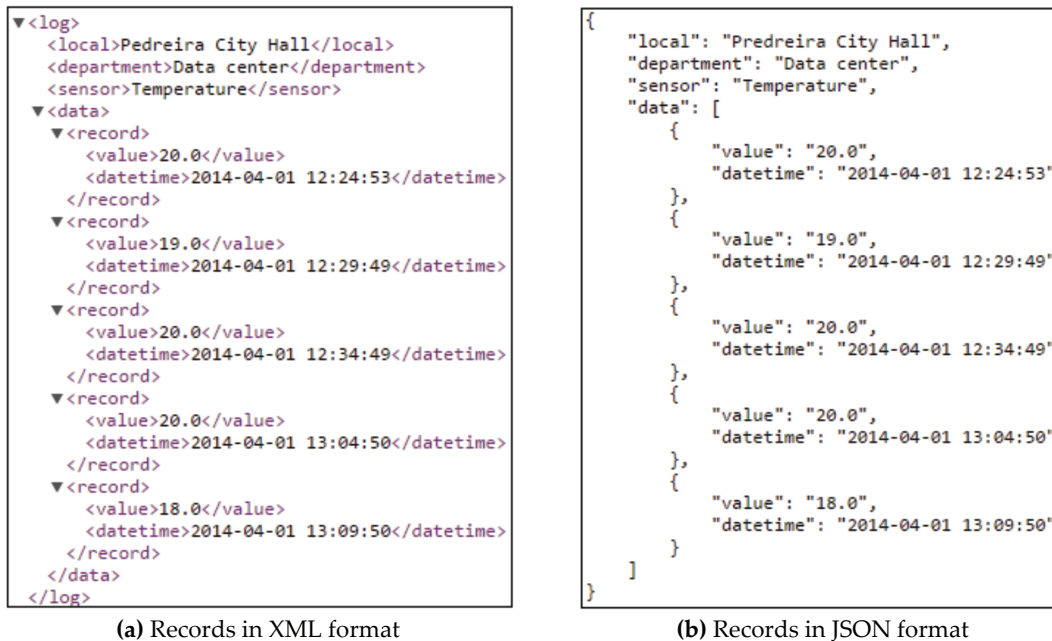 ▼<log>
<local>Pedreira City Hall</local>
<department>Data center</department>
<sensor>Temperature</sensor>
▼<data>
▼<record>
<value>20.0</value>
<datetime>2014-04-01 12:24:53</datetime>
</record>
▼<record>
<value>19.0</value>
<datetime>2014-04-01 12:29:49</datetime>
</record>
▼<record>
<value>20.0</value>
<datetime>2014-04-01 12:34:49</datetime>
</record>
▼<record>
<value>20.0</value>
<datetime>2014-04-01 13:04:50</datetime>
</record>
▼<record>
<value>18.0</value>
<datetime>2014-04-01 13:09:50</datetime>
</record>
</data>
</log>
(a) Records in XML format
{
"local": "Predreira City Hall",
"department": "Data center",
"sensor": "Temperature",
"data": [
{
"value": "20.0",
"datetime": "2014-04-01 12:24:53"
},
{
"value": "19.0",
"datetime": "2014-04-01 12:29:49"
},
{
"value": "20.0",
"datetime": "2014-04-01 12:34:49"
},
{
"value": "20.0",
"datetime": "2014-04-01 13:04:50"
},
{
"value": "18.0",
"datetime": "2014-04-01 13:09:50"
}
]
}
(b) Records in JSON format